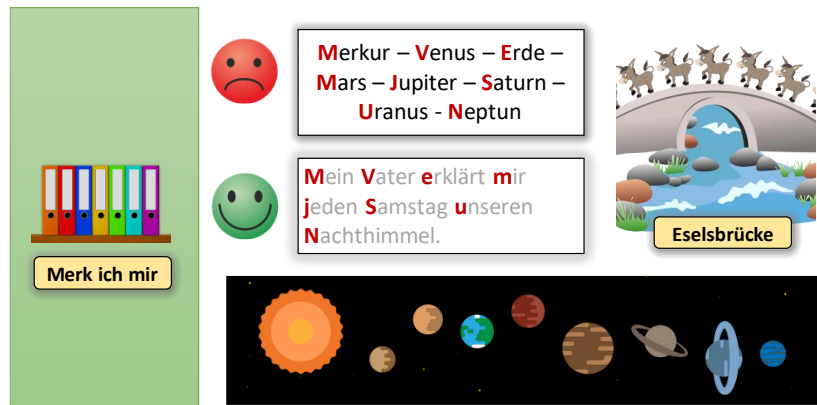 Merkur – Venus – Erde –
Mars – Jupiter – Saturn –
Uranus - Neptun
Mein Vater erklärt mir
jeden Samstag unseren
Nachthimmel.
Merk ich mir
Eselsbrücke